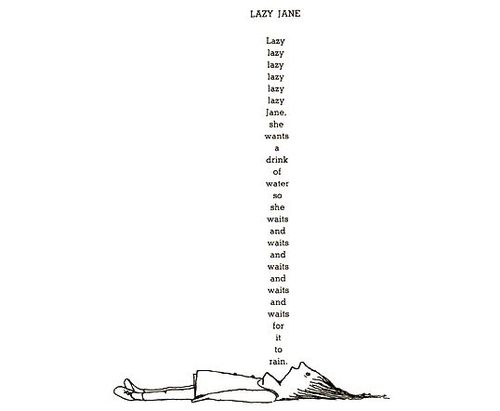 LAZY JANE
Lazy
lazy
lazy
lazy
lazy
lazy
Jane,
she
wants
a
drink
of
water
so
she
waits
and
waits
and
waits
and
waits
and
waits
for
it
to
rain.